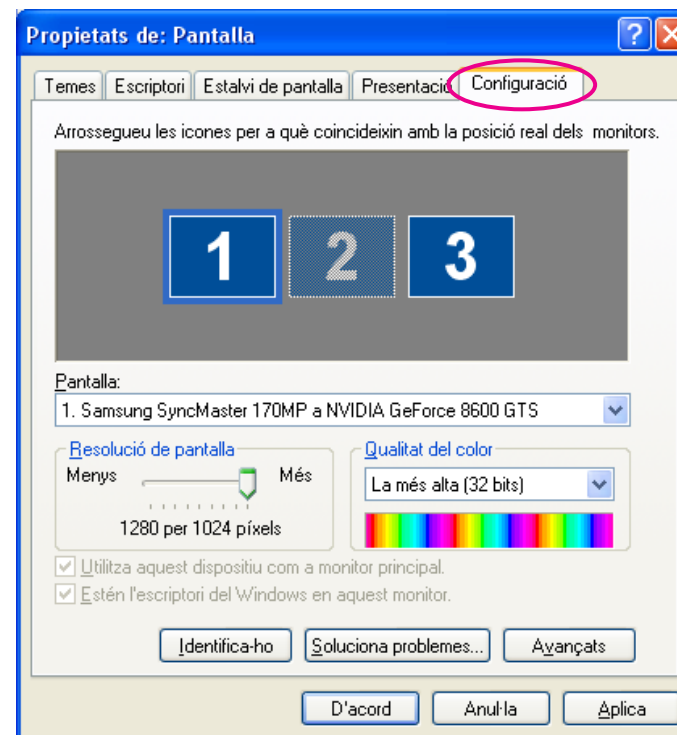 Propietats de: Pantalla
Temes Escriptori Estalvi de pantalla Presentació Configuració
Arrossegueu les icones per a què coincideixin amb la posició real dels monitors.
1 2 3
Pantalla:
1. Samsung SyncMaster 170MP a NVIDIA GeForce 8600 GTS
Resolució de pantalla
Menys Més
1280 per 1024 píxels
Qualitat del color
La més alta (32 bits)
Utilitza aquest dispositiu com a monitor principal.
Estén l'escriptori del Windows en aquest monitor.
Identifica-ho Soluciona problemes... Avançats
D'acord Anul·la Aplica